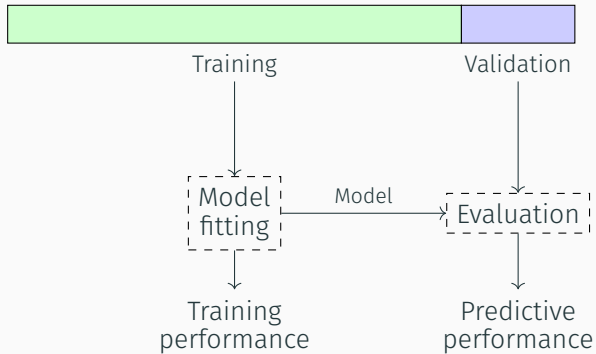 Training
Validation
Model
fitting
Model
Evaluation
Training
performance
Predictive
performance